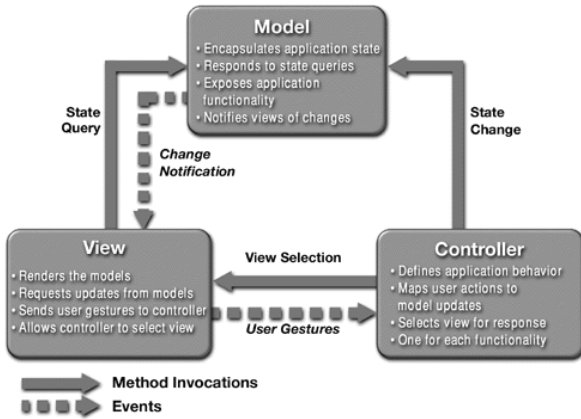 Model
• Encapsulates application state
• Responds to state queries
• Exposes application
functionality
• Notifies views of changes
State
Query
Change
Notification
State
Change
View
• Renders the models
• Requests updates from models
• Sends user gestures to controller
• Allows controller to select view
View Selection
User Gestures
Controller
• Defines application behavior
• Maps user actions to
model updates
• Selects view for response
• One for each functionality
Method Invocations
Events